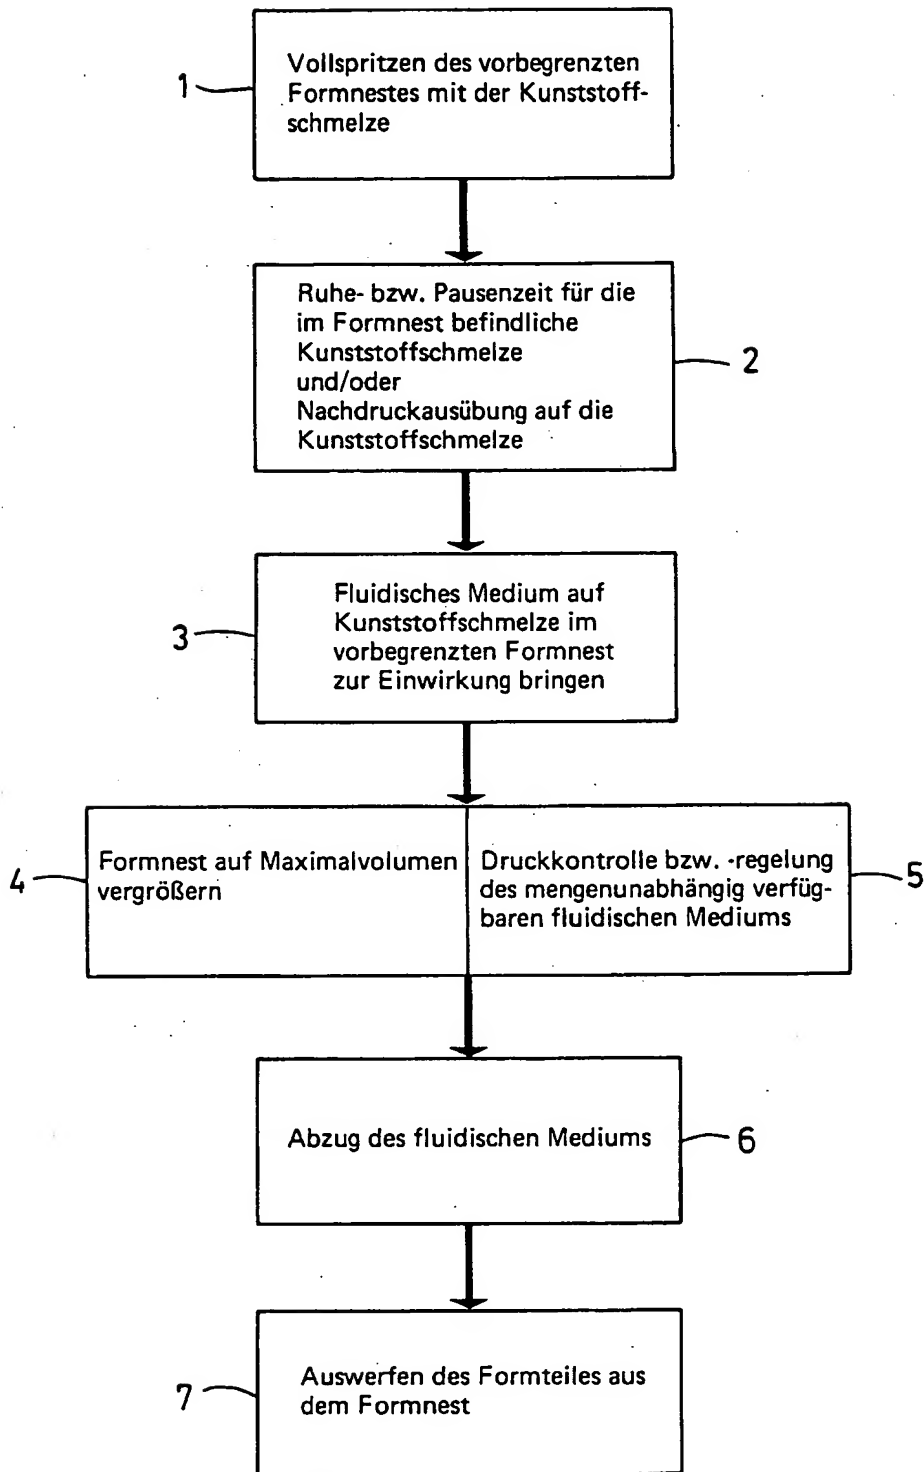 1
Vollspritzen des vorbegrenzten
Formnestes mit der Kunststoff-
schmelze
Ruhe- bzw. Pausenzeit für die
im Formnest befindliche
Kunststoffschmelze
und/oder
Nachdruckausübung auf die
Kunststoffschmelze
2
3
Fluidisches Medium auf
Kunststoffschmelze im
vorbegrenzten Formnest
zur Einwirkung bringen
4
Formnest auf Maximalvolumen
vergrößern
Druckkontrolle bzw. -regelung
des mengenunabhängig verfüg-
baren fluidischen Mediums
5
Abzug des fluidischen Mediums
6
7
Auswerfen des Formteiles aus
dem Formnest